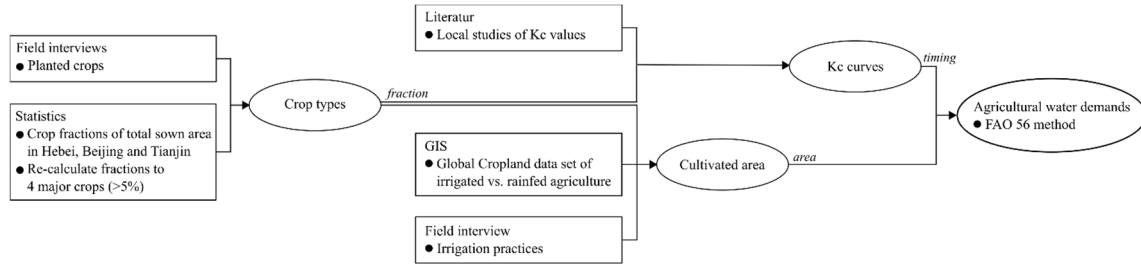 Field interviews
● Planted crops
Statistics
● Crop fractions of total sown area
in Hebei, Beijing and Tianjin
● Re-calculate fractions to
4 major crops (>5%)
Crop types
fraction
Literatur
● Local studies of Kc values
GIS
● Global Cropland data set of
irrigated vs. rainfed agriculture
Field interview
● Irrigation practices
Kc curves
timing
Cultivated area
area
Agricultural water demands
● FAO 56 method